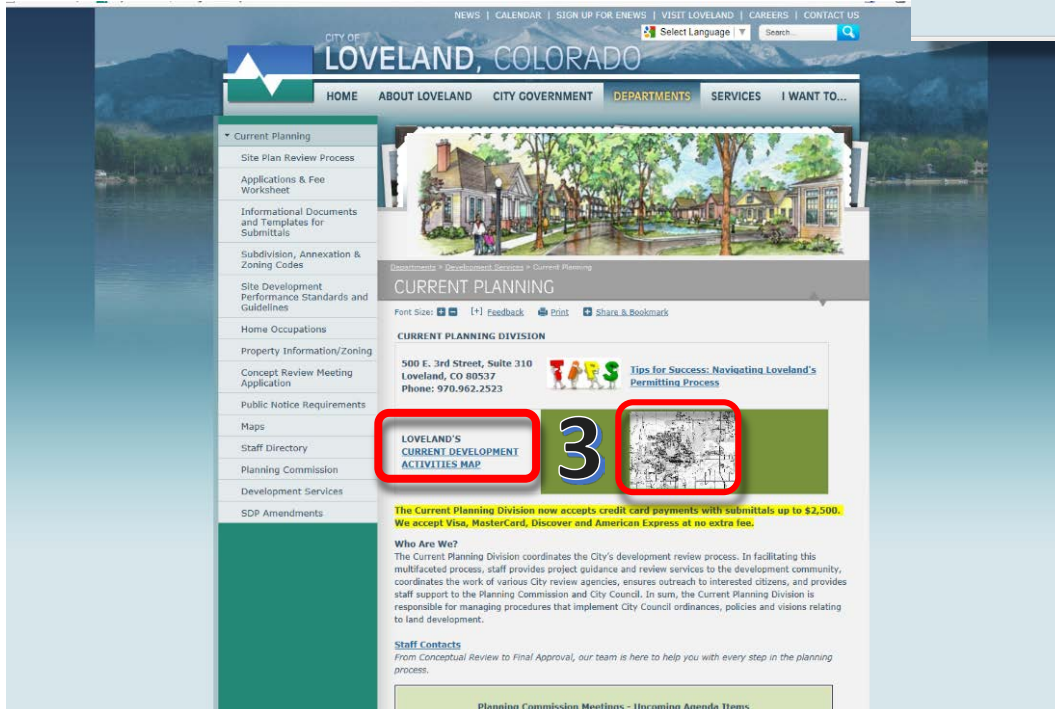 NEWS | CALENDAR | SIGN UP FOR ENEWS | VISIT LOVELAND | CAREERS | CONTACT US
Select Language ▼ Search...
CITY OF
LOVELAND, COLORADO
HOME ABOUT LOVELAND CITY GOVERNMENT DEPARTMENTS SERVICES I WANT TO...
Current Planning
Site Plan Review Process
Applications & Fee
Worksheet
Informational Documents
and Templates for
Submittals
Subdivision, Annexation &
Zoning Codes
Site Development
Performance Standards and
Guidelines
Home Occupations
Property Information/Zoning
Concept Review Meeting
Application
Public Notice Requirements
Maps
Staff Directory
Planning Commission
Development Services
SDP Amendments
Departments > Development Services > Current Planning
CURRENT PLANNING
Font Size: + - [+] Feedback Print Share & Bookmark
CURRENT PLANNING DIVISION
500 E. 3rd Street, Suite 310
Loveland, CO 80537
Phone: 970.962.2523
TIPS
Tips for Success: Navigating Loveland's
Permitting Process
LOVELAND'S
CURRENT DEVELOPMENT
ACTIVITIES MAP
3
The Current Planning Division now accepts credit card payments with submittals up to $2,500.
We accept Visa, MasterCard, Discover and American Express at no extra fee.
Who Are We?
The Current Planning Division coordinates the City's development review process. In facilitating this
multifaceted process, staff provides project guidance and review services to the development community,
coordinates the work of various City review agencies, ensures outreach to interested citizens, and provides
staff support to the Planning Commission and City Council. In sum, the Current Planning Division is
responsible for managing procedures that implement City Council ordinances, policies and visions relating
to land development.
Staff Contacts
From Conceptual Review to Final Approval, our team is here to help you with every step in the planning
process.
Planning Commission Meetings - Upcoming Agenda Items